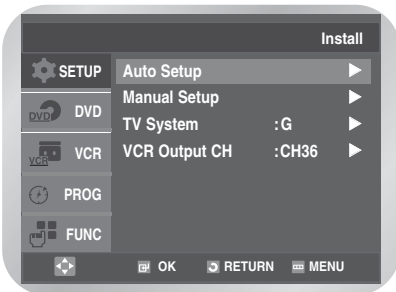 Install
SETUP
Auto Setup
Manual Setup
DVD DVD
TV System :G
VCR VCR
VCR Output CH :CH36
PROG
FUNC
OK RETURN MENU